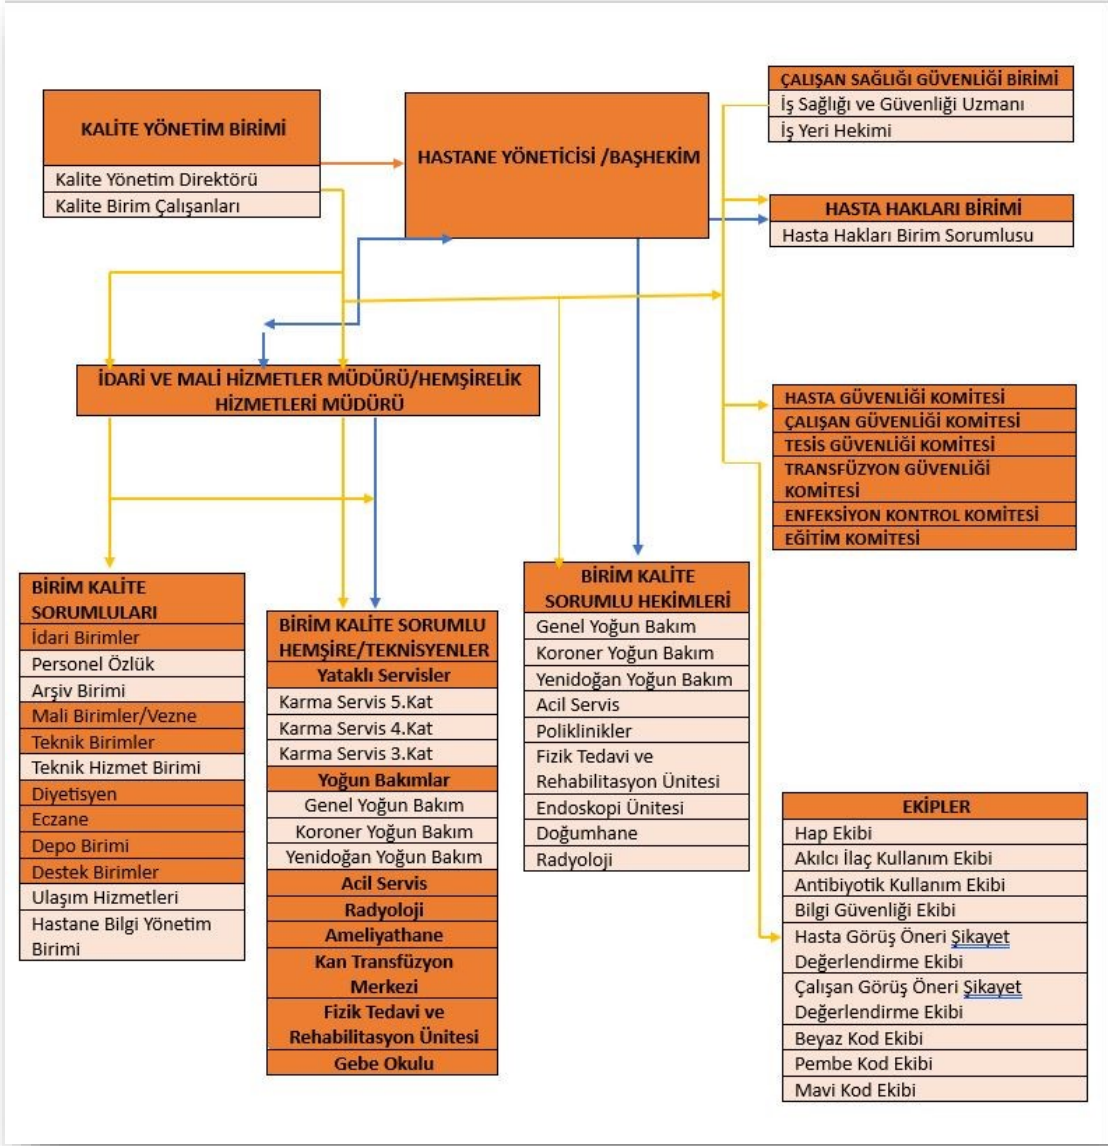 KALİTE YÖNETİM BİRİMİ
Kalite Yönetim Direktörü
Kalite Birim Çalışanları
HASTANE YÖNETİCİSİ /BAŞHEKİM
ÇALIŞAN SAĞLIĞI GÜVENLİĞİ BİRİMİ
İş Sağlığı ve Güvenliği Uzmanı
İş Yeri Hekimi
HASTA HAKLARI BİRİMİ
Hasta Hakları Birim Sorumlusu
İDARİ VE MALİ HİZMETLER MÜDÜRÜ/HEMŞİRELİK
HİZMETLERİ MÜDÜRÜ
HASTA GÜVENLİĞİ KOMİTESİ
ÇALIŞAN GÜVENLİĞİ KOMİTESİ
TESİS GÜVENLİĞİ KOMİTESİ
TRANSFÜZYON GÜVENLİĞİ
KOMİTESİ
ENFEKSİYON KONTROL KOMİTESİ
EĞİTİM KOMİTESİ
BİRİM KALİTE
SORUMLULARI
İdari Birimler
Personel Özlük
Arşiv Birimi
Mali Birimler/Vezne
Teknik Birimler
Teknik Hizmet Birimi
Diyetisyen
Eczane
Depo Birimi
Destek Birimler
Ulaşım Hizmetleri
Hastane Bilgi Yönetim
Birimi
BİRİM KALİTE SORUMLU
HEMŞİRE/TEKNİSYENLER
Yataklı Servisler
Karma Servis 5.Kat
Karma Servis 4.Kat
Karma Servis 3.Kat
Yoğun Bakımlar
Genel Yoğun Bakım
Koroner Yoğun Bakım
Yenidoğan Yoğun Bakım
Acil Servis
Radyoloji
Ameliyathane
Kan Transfüzyon
Merkezi
Fizik Tedavi ve
Rehabilitasyon Ünitesi
Gebe Okulu
BİRİM KALİTE
SORUMLU HEKİMLERİ
Genel Yoğun Bakım
Koroner Yoğun Bakım
Yenidoğan Yoğun Bakım
Acil Servis
Poliklinikler
Fizik Tedavi ve
Rehabilitasyon Ünitesi
Endoskopi Ünitesi
Doğumhane
Radyoloji
EKİPLER
Hap Ekibi
Akılcı İlaç Kullanım Ekibi
Antibiyotik Kullanım Ekibi
Bilgi Güvenliği Ekibi
Hasta Görüş Öneri Şikayet
Değerlendirme Ekibi
Çalışan Görüş Öneri Şikayet
Değerlendirme Ekibi
Beyaz Kod Ekibi
Pembe Kod Ekibi
Mavi Kod Ekibi